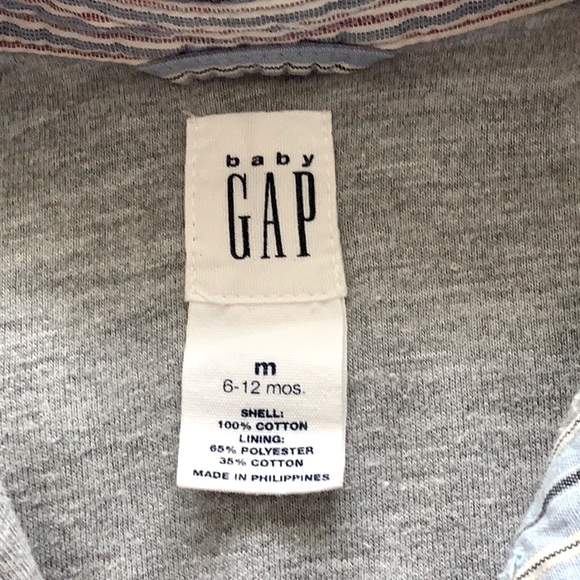 baby
GAP
m
6-12 mos.
SHELL:
100% COTTON
LINING:
65% POLYESTER
35% COTTON
MADE IN PHILIPPINES